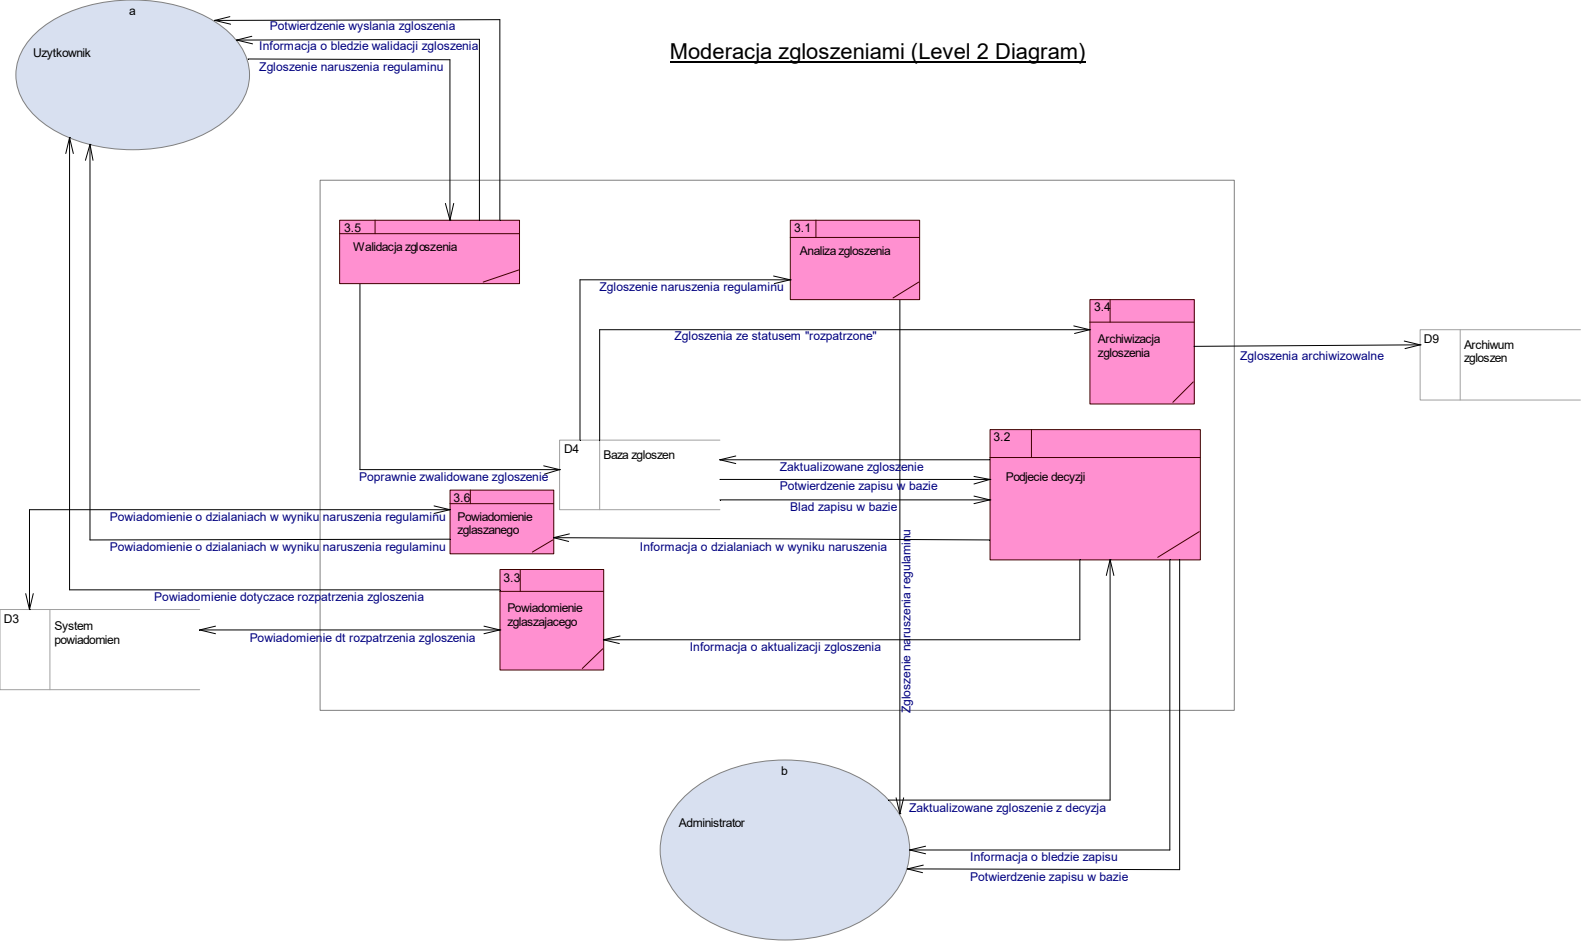 a
Uzytkownik
Potwierdzenie wyslania zgloszenia
Informacja o bledzie walidacji zgloszenia
Zgloszenie naruszenia regulaminu
Moderacja zgloszeniami (Level 2 Diagram)
3.5
Walidacja zgloszenia
3.1
Analiza zgloszenia
Zgloszenie naruszenia regulaminu
Zgloszenia ze statusem "rozpatrzone"
3.4
Archiwizacja
zgloszenia
Zgloszenia archiwizowalne
D9
Archiwum
zgloszen
D4
Baza zgloszen
Poprawnie zwalidowane zgloszenie
3.2
Podjecie decyzji
Zaktualizowane zgloszenie
Potwierdzenie zapisu w bazie
Blad zapisu w bazie
3.6
Powiadomienie
zglaszanego
Powiadomienie o dzialaniach w wyniku naruszenia regulaminu
Powiadomienie o dzialaniach w wyniku naruszenia regulaminu
Informacja o dzialaniach w wyniku naruszenia
Zgloszenie naruszenia regulaminu
3.3
Powiadomienie
zglaszajacego
Powiadomienie dotyczace rozpatrzenia zgloszenia
D3
System
powiadomien
Powiadomienie dt rozpatrzenia zgloszenia
Informacja o aktualizacji zgloszenia
b
Administrator
Zaktualizowane zgloszenie z decyzja
Informacja o bledzie zapisu
Potwierdzenie zapisu w bazie